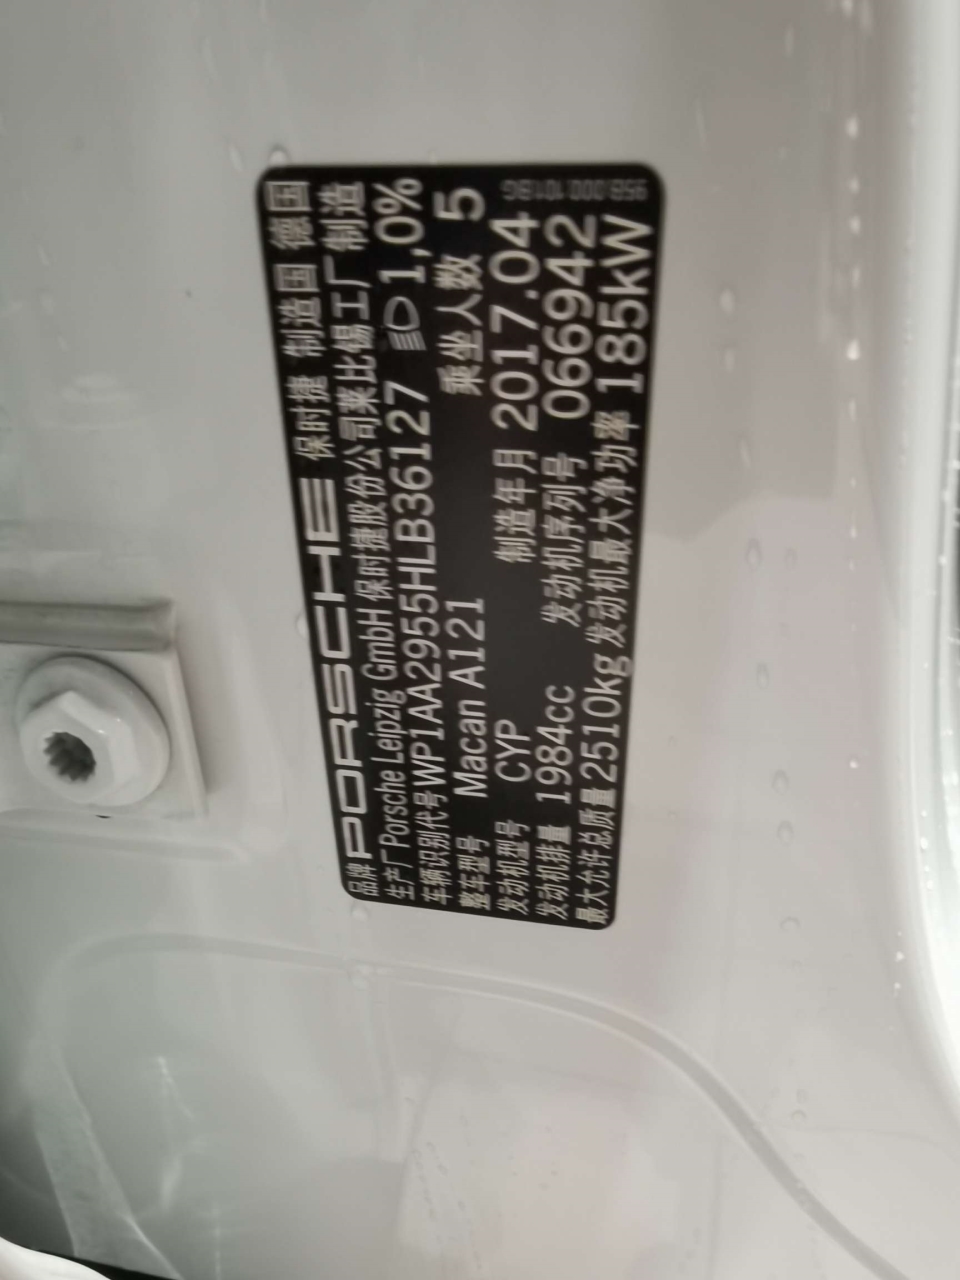 品牌 PORSCHE 保时捷 制造国 德国
生产厂 Porsche Leipzig GmbH 保时捷股份公司莱比锡工厂制造
车辆识别代号 WP1AA2955HLB36127 1,0%
整车型号 Macan A121 乘坐人数 5
发动机型号 CYP 制造年月 2017.04
发动机排量 1984cc 发动机序列号 066942
最大允许总质量 2510kg 发动机最大净功率 185kW
95B.000.101BG